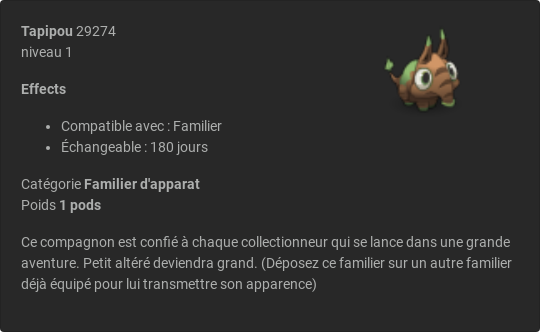 Tapipou 29274
niveau 1
Effects
• Compatible avec : Familier
• Échangeable : 180 jours
Catégorie Familier d'apparat
Poids 1 pods
Ce compagnon est confié à chaque collectionneur qui se lance dans une grande
aventure. Petit altéré deviendra grand. (Déposez ce familier sur un autre familier
déjà équipé pour lui transmettre son apparence)